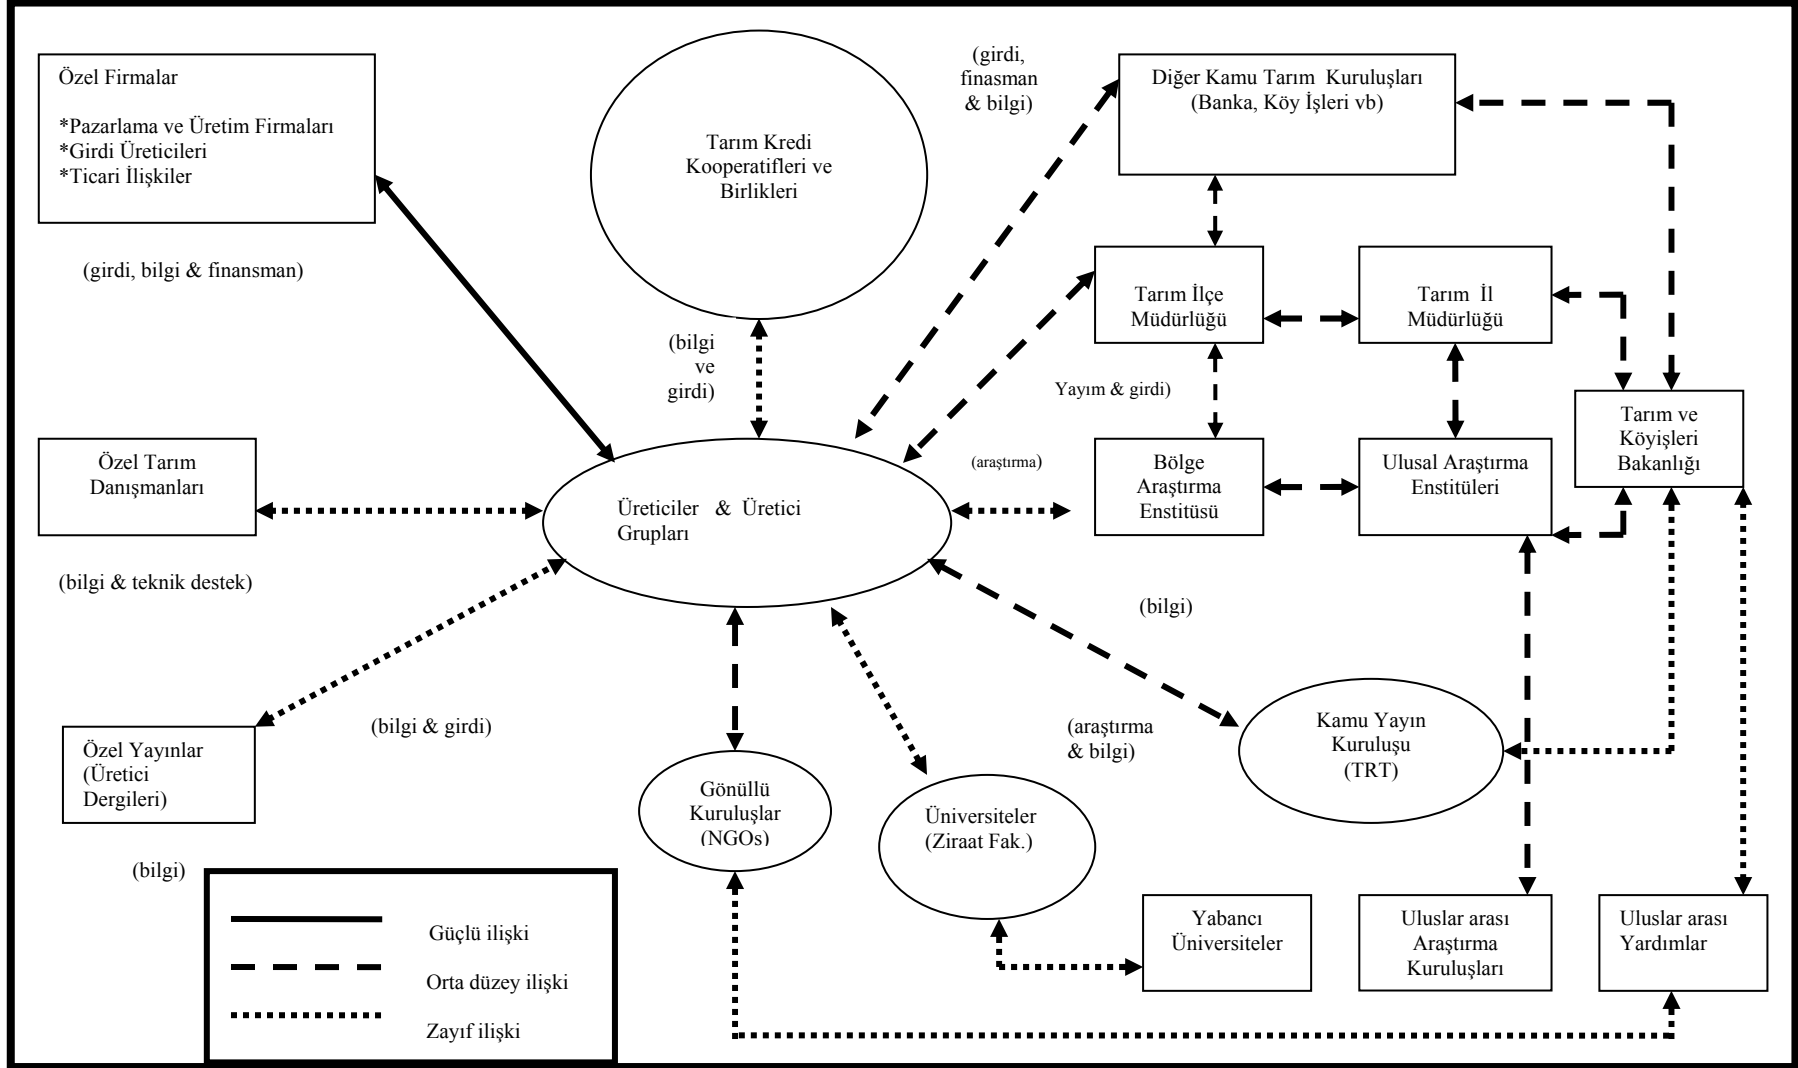 Özel Firmalar
*Pazarlama ve Üretim Firmaları
*Girdi Üreticileri
*Ticari İlişkiler
(girdi, bilgi & finansman)
Tarım Kredi
Kooperatifleri ve
Birlikleri
(girdi,
finasman
& bilgi)
Diğer Kamu Tarım Kuruluşları
(Banka, Köy İşleri vb)
Tarım İlçe
Müdürlüğü
Tarım İl
Müdürlüğü
(bilgi
ve
girdi)
Yayım & girdi)
Tarım ve
Köyişleri
Bakanlığı
Özel Tarım
Danışmanları
(bilgi & teknik destek)
Üreticiler & Üretici
Grupları
(araştırma)
Bölge
Araştırma
Enstitüsü
Ulusal Araştırma
Enstitüleri
(bilgi)
Özel Yayınlar
(Üretici
Dergileri)
(bilgi & girdi)
(bilgi)
Gönüllü
Kuruluşlar
(NGOs)
Üniversiteler
(Ziraat Fak.)
(araştırma
& bilgi)
Kamu Yayın
Kuruluşu
(TRT)
Yabancı
Üniversiteler
Uluslar arası
Araştırma
Kuruluşları
Uluslar arası
Yardımlar
Güçlü ilişki
Orta düzey ilişki
Zayıf ilişki